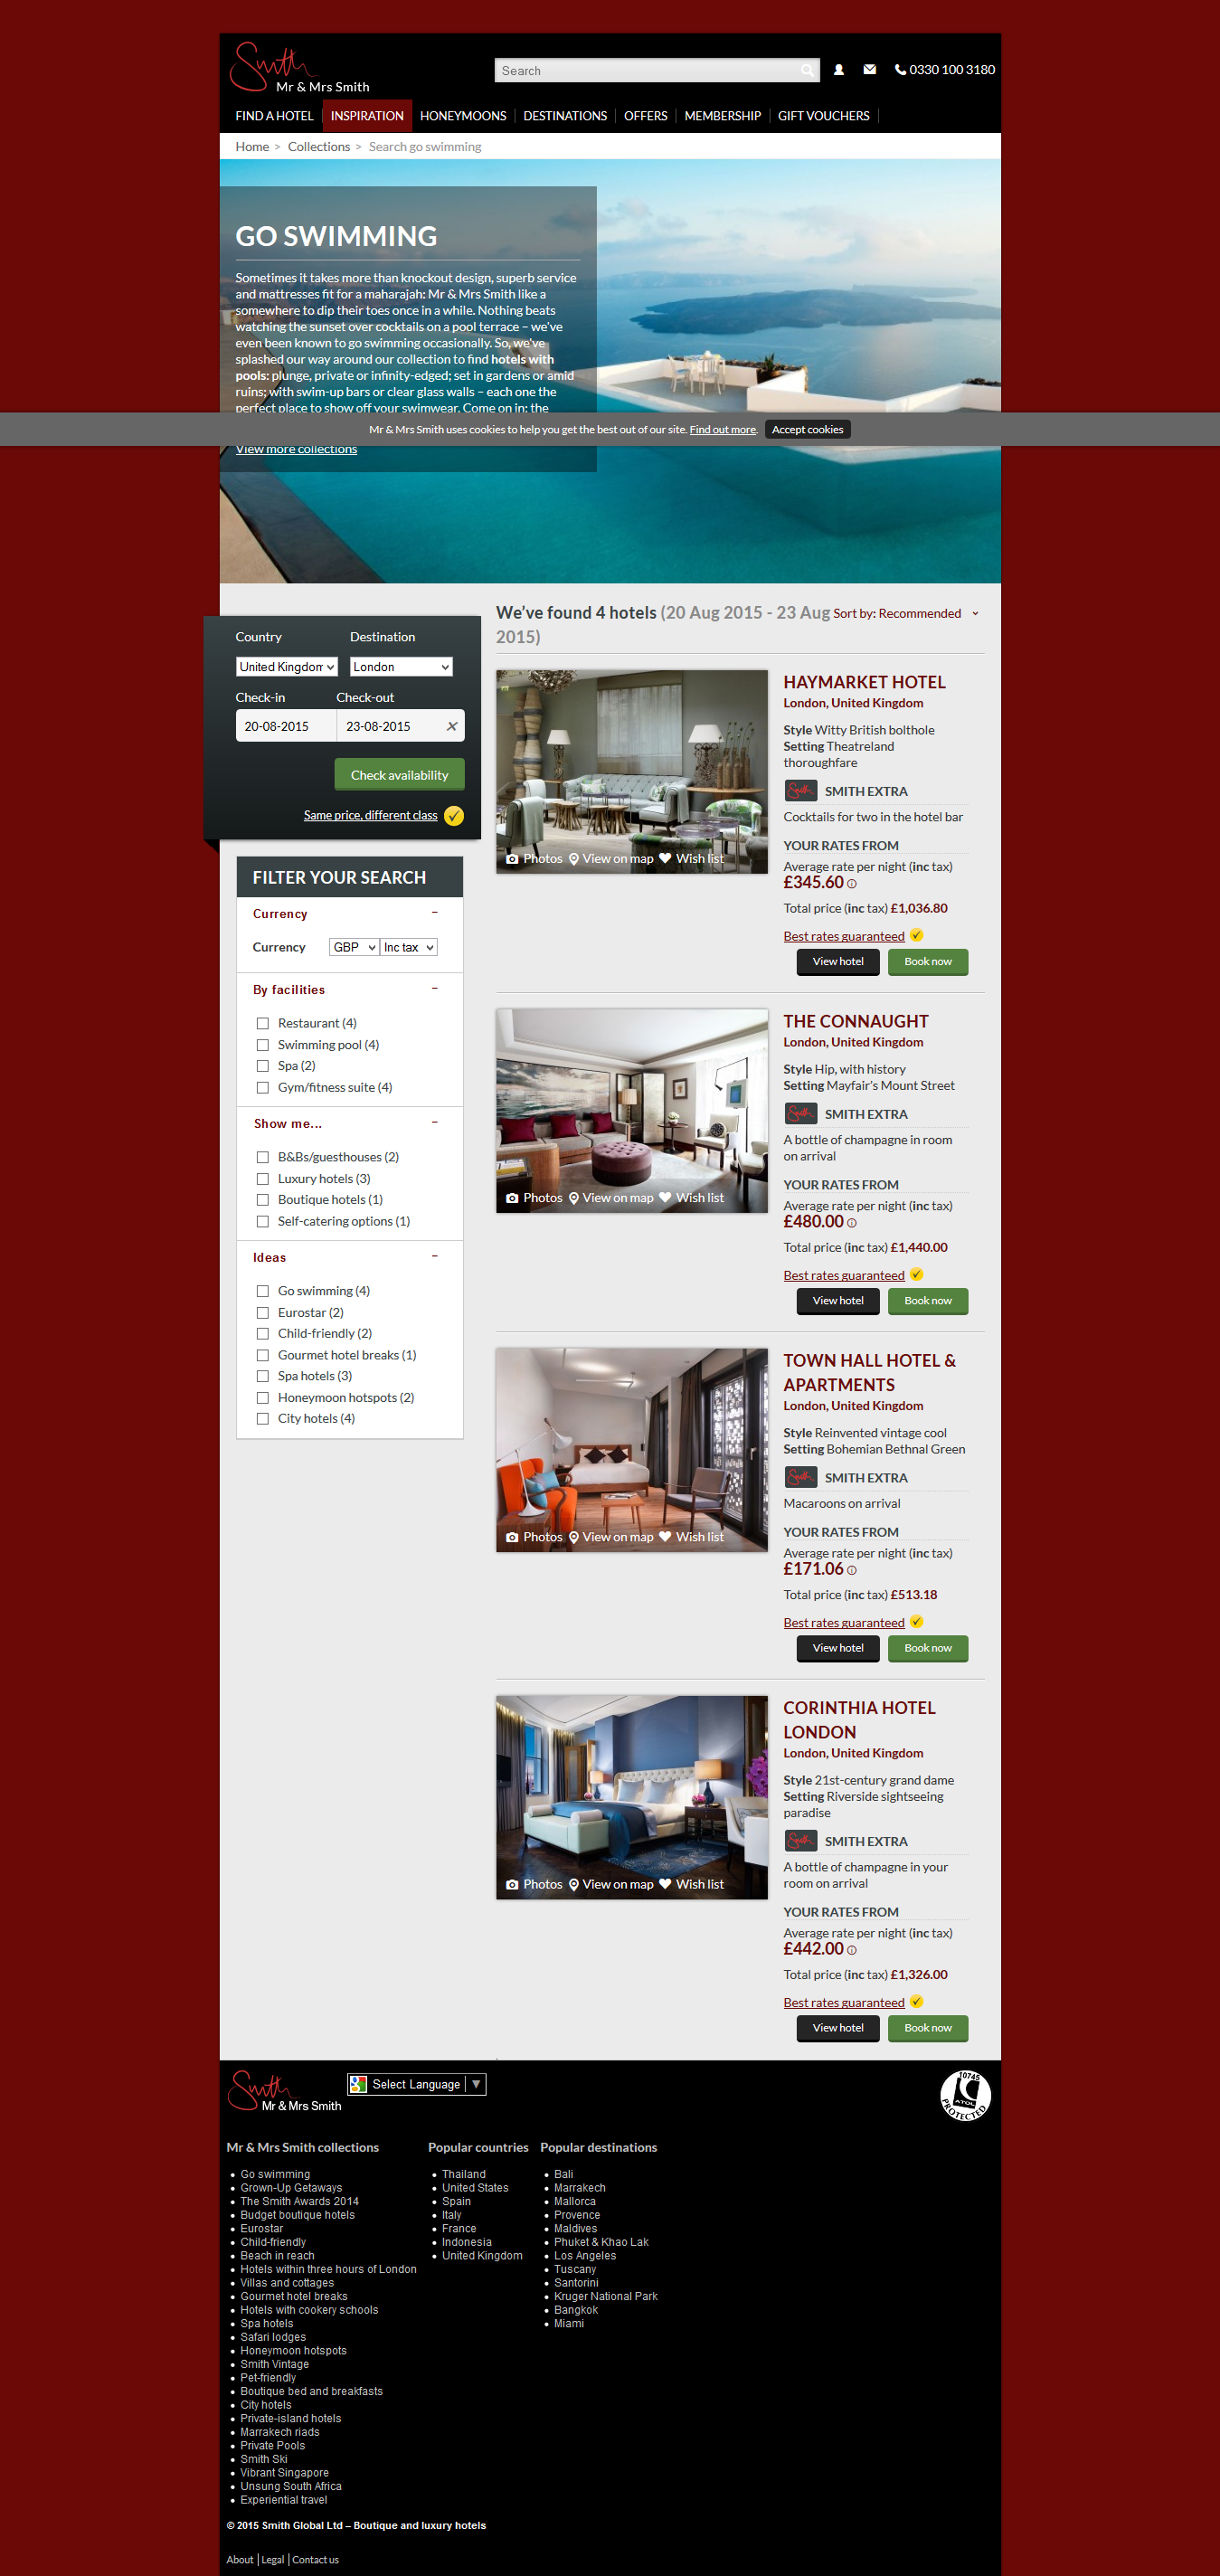 Smith
Mr & Mrs Smith
Search
0330 100 3180
FIND A HOTEL
INSPIRATION
HONEYMOONS
DESTINATIONS
OFFERS
MEMBERSHIP
GIFT VOUCHERS
Home > Collections > Search go swimming
GO SWIMMING
Sometimes it takes more than knockout design, superb service
and mattresses fit for a maharajah: Mr & Mrs Smith like a
somewhere to dip their toes once in a while. Nothing beats
watching the sunset over cocktails on a pool terrace – we've
even been known to go swimming occasionally. So, we've
splashed our way around our collection to find hotels with
pools: plunge, private or infinity-edged; set in gardens or amid
ruins; with swim-up bars or clear glass walls – each one the
perfect place to show off your swimwear. Come on in: the
Mr & Mrs Smith uses cookies to help you get the best out of our site. Find out more. Accept cookies
View more collections
Country
Destination
United Kingdom
London
Check-in
Check-out
20-08-2015
23-08-2015
Check availability
Same price, different class
FILTER YOUR SEARCH
Currency –
Currency GBP Inc tax
By facilities –
Restaurant (4)
Swimming pool (4)
Spa (2)
Gym/fitness suite (4)
Show me... –
B&Bs/guesthouses (2)
Luxury hotels (3)
Boutique hotels (1)
Self-catering options (1)
Ideas –
Go swimming (4)
Eurostar (2)
Child-friendly (2)
Gourmet hotel breaks (1)
Spa hotels (3)
Honeymoon hotspots (2)
City hotels (4)
We've found 4 hotels (20 Aug 2015 - 23 Aug
2015)
Sort by: Recommended
Photos View on map Wish list
HAYMARKET HOTEL
London, United Kingdom
Style Witty British bolthole
Setting Theatreland
thoroughfare
Smith SMITH EXTRA
Cocktails for two in the hotel bar
YOUR RATES FROM
Average rate per night (inc tax)
£345.60
Total price (inc tax) £1,036.80
Best rates guaranteed
View hotel
Book now
Photos View on map Wish list
THE CONNAUGHT
London, United Kingdom
Style Hip, with history
Setting Mayfair's Mount Street
Smith SMITH EXTRA
A bottle of champagne in room
on arrival
YOUR RATES FROM
Average rate per night (inc tax)
£480.00
Total price (inc tax) £1,440.00
Best rates guaranteed
View hotel
Book now
Photos View on map Wish list
TOWN HALL HOTEL &
APARTMENTS
London, United Kingdom
Style Reinvented vintage cool
Setting Bohemian Bethnal Green
Smith SMITH EXTRA
Macaroons on arrival
YOUR RATES FROM
Average rate per night (inc tax)
£171.06
Total price (inc tax) £513.18
Best rates guaranteed
View hotel
Book now
Photos View on map Wish list
CORINTHIA HOTEL
LONDON
London, United Kingdom
Style 21st-century grand dame
Setting Riverside sightseeing
paradise
Smith SMITH EXTRA
A bottle of champagne in your
room on arrival
YOUR RATES FROM
Average rate per night (inc tax)
£442.00
Total price (inc tax) £1,326.00
Best rates guaranteed
View hotel
Book now
Smith
Mr & Mrs Smith
Select Language ▼
10745
ATOL
PROTECTED
Mr & Mrs Smith collections
Go swimming
Grown-Up Getaways
The Smith Awards 2014
Budget boutique hotels
Eurostar
Child-friendly
Beach in reach
Hotels within three hours of London
Villas and cottages
Gourmet hotel breaks
Hotels with cookery schools
Spa hotels
Safari lodges
Honeymoon hotspots
Smith Vintage
Pet-friendly
Boutique bed and breakfasts
City hotels
Private-island hotels
Marrakech riads
Private Pools
Smith Ski
Vibrant Singapore
Unsung South Africa
Experiential travel
Popular countries
Thailand
United States
Spain
Italy
France
Indonesia
United Kingdom
Popular destinations
Bali
Marrakech
Mallorca
Provence
Maldives
Phuket & Khao Lak
Los Angeles
Tuscany
Santorini
Kruger National Park
Bangkok
Miami
© 2015 Smith Global Ltd – Boutique and luxury hotels
About | Legal | Contact us